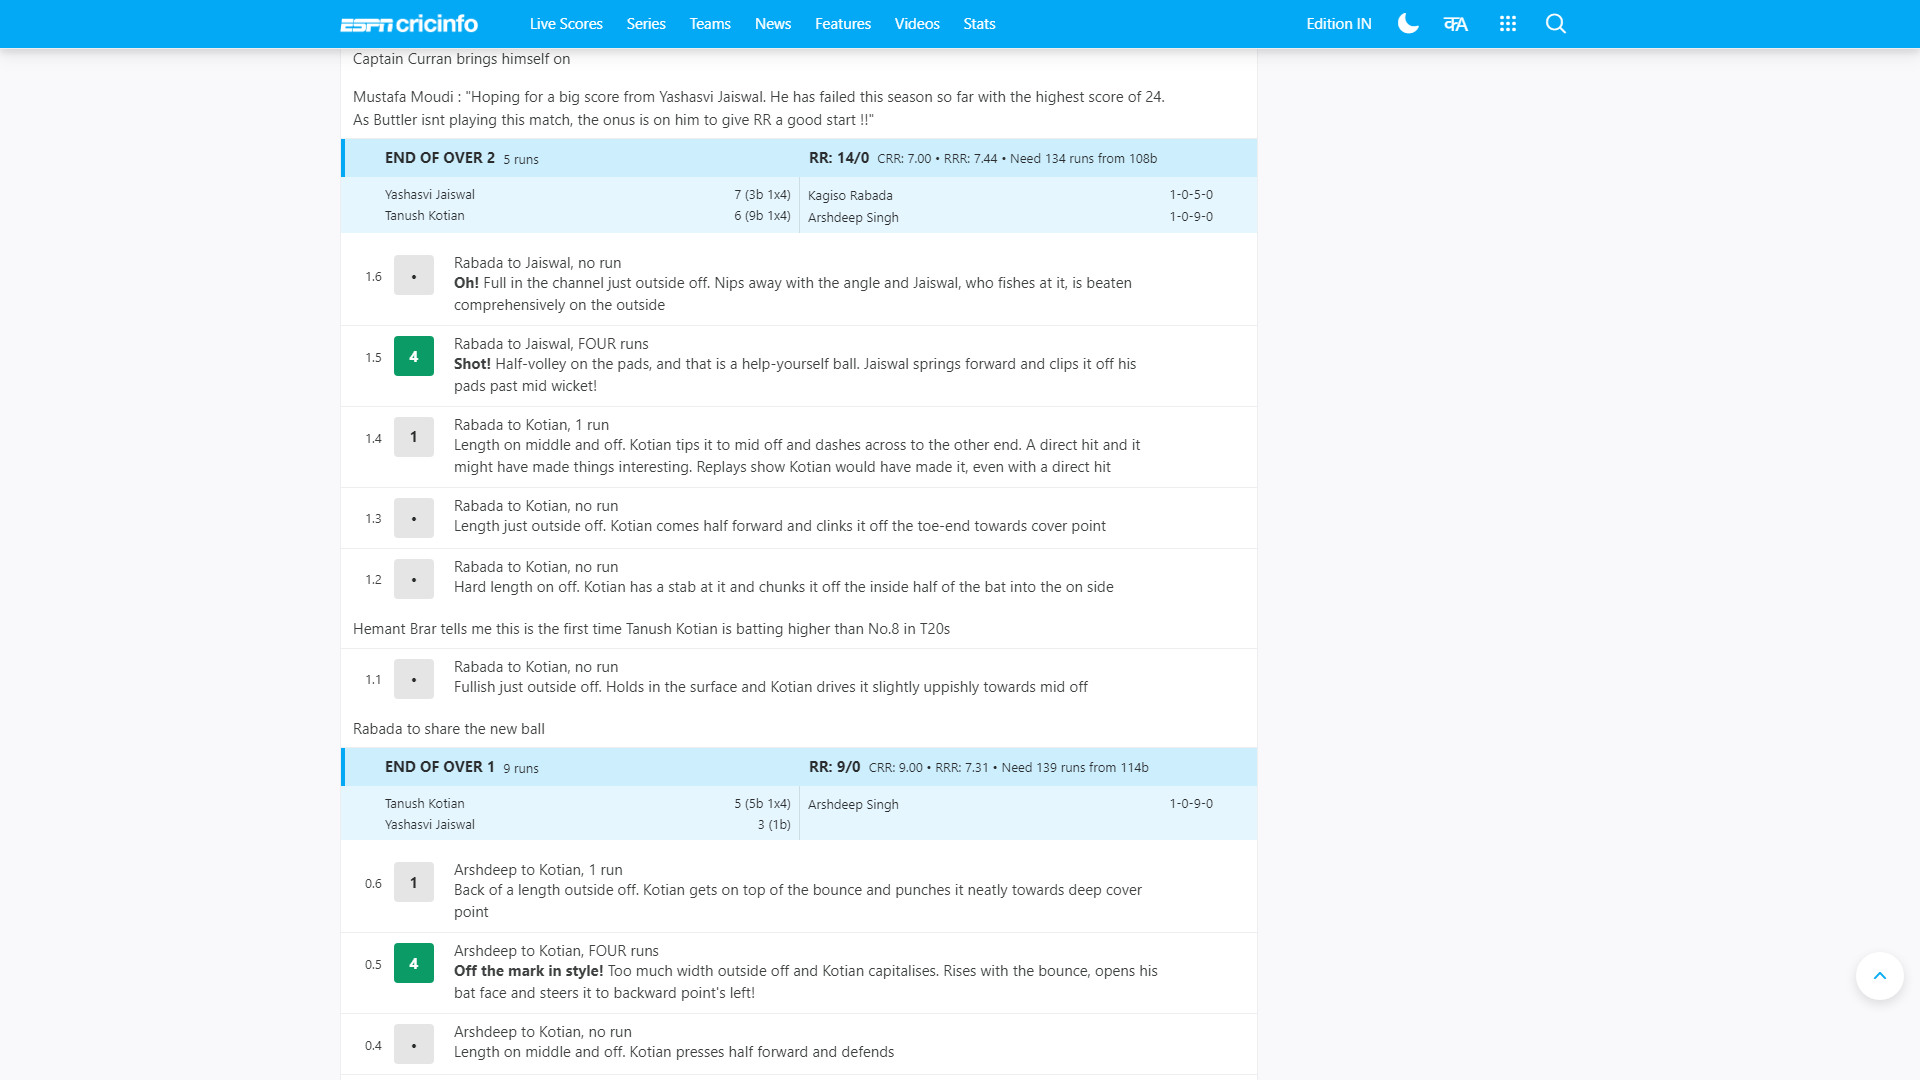 ESPN cricinfo Live Scores Series Teams News Features Videos Stats Edition IN क A
Captain Curran brings himself on
Mustafa Moudi : "Hoping for a big score from Yashasvi Jaiswal. He has failed this season so far with the highest score of 24.
As Buttler isnt playing this match, the onus is on him to give RR a good start !!"
END OF OVER 2 5 runs RR: 14/0 CRR: 7.00 • RRR: 7.44 • Need 134 runs from 108b
Yashasvi Jaiswal 7 (3b 1x4) Kagiso Rabada 1-0-5-0
Tanush Kotian 6 (9b 1x4) Arshdeep Singh 1-0-9-0
Rabada to Jaiswal, no run
1.6 • Oh! Full in the channel just outside off. Nips away with the angle and Jaiswal, who fishes at it, is beaten
comprehensively on the outside
Rabada to Jaiswal, FOUR runs
1.5 4 Shot! Half-volley on the pads, and that is a help-yourself ball. Jaiswal springs forward and clips it off his
pads past mid wicket!
Rabada to Kotian, 1 run
1.4 1 Length on middle and off. Kotian tips it to mid off and dashes across to the other end. A direct hit and it
might have made things interesting. Replays show Kotian would have made it, even with a direct hit
Rabada to Kotian, no run
1.3 • Length just outside off. Kotian comes half forward and clinks it off the toe-end towards cover point
Rabada to Kotian, no run
1.2 • Hard length on off. Kotian has a stab at it and chunks it off the inside half of the bat into the on side
Hemant Brar tells me this is the first time Tanush Kotian is batting higher than No.8 in T20s
Rabada to Kotian, no run
1.1 • Fullish just outside off. Holds in the surface and Kotian drives it slightly uppishly towards mid off
Rabada to share the new ball
END OF OVER 1 9 runs RR: 9/0 CRR: 9.00 • RRR: 7.31 • Need 139 runs from 114b
Tanush Kotian 5 (5b 1x4) Arshdeep Singh 1-0-9-0
Yashasvi Jaiswal 3 (1b)
Arshdeep to Kotian, 1 run
0.6 1 Back of a length outside off. Kotian gets on top of the bounce and punches it neatly towards deep cover
point
Arshdeep to Kotian, FOUR runs
0.5 4 Off the mark in style! Too much width outside off and Kotian capitalises. Rises with the bounce, opens his
bat face and steers it to backward point's left!
Arshdeep to Kotian, no run
0.4 • Length on middle and off. Kotian presses half forward and defends